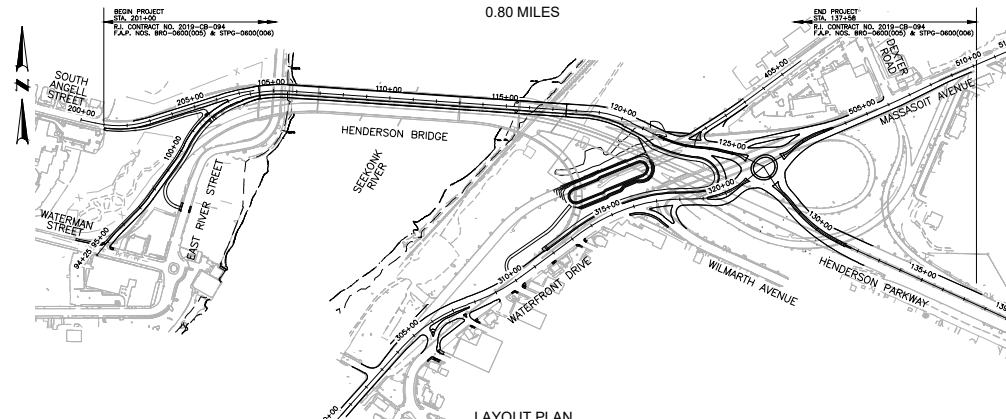 0.80 MILES
BEGIN PROJECT
STA. 201+00
R.I. CONTRACT NO. 2019-CB-094
F.A.P. NOS. BRO-0600(005) & STPG-0600(006)
END PROJECT
STA. 137+58
R.I. CONTRACT NO. 2019-CB-094
F.A.P. NOS. BRO-0600(005) & STPG-0600(006)
N
SOUTH
ANGELL
STREET
200+00
205+00
105+00
110+00
115+00
120+00
125+00
405+00
DEXTER
ROAD
505+00
510+00
MASSASOIT AVENUE
HENDERSON BRIDGE
SEEKONK
RIVER
100+00
EAST RIVER STREET
WATERMAN
STREET
94+25
95+00
320+00
315+00
310+00
305+00
WATERFRONT DRIVE
WILMARTH AVENUE
130+00
135+00
HENDERSON PARKWAY
LAYOUT PLAN